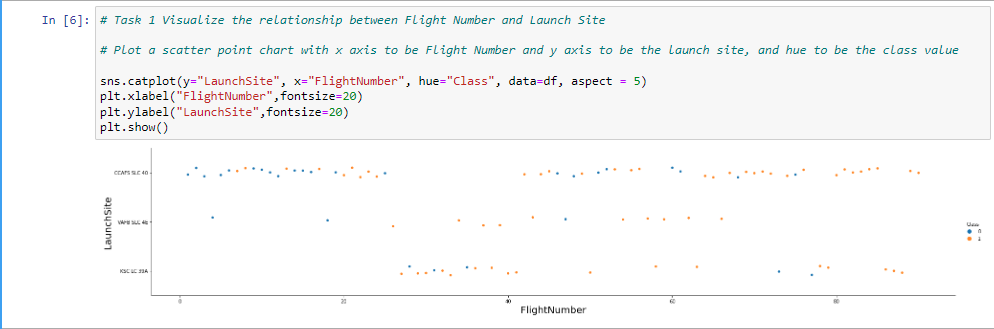 In [6]:
# Task 1 Visualize the relationship between Flight Number and Launch Site
# Plot a scatter point chart with x axis to be Flight Number and y axis to be the launch site, and hue to be the class value
sns.catplot(y="LaunchSite", x="FlightNumber", hue="Class", data=df, aspect = 5)
plt.xlabel("FlightNumber",fontsize=20)
plt.ylabel("LaunchSite",fontsize=20)
plt.show()
CCAFS SLC 40
VAFB SLC 4E
KSC LC 39A
LaunchSite
Class
0
1
0 20 40 60 80
FlightNumber